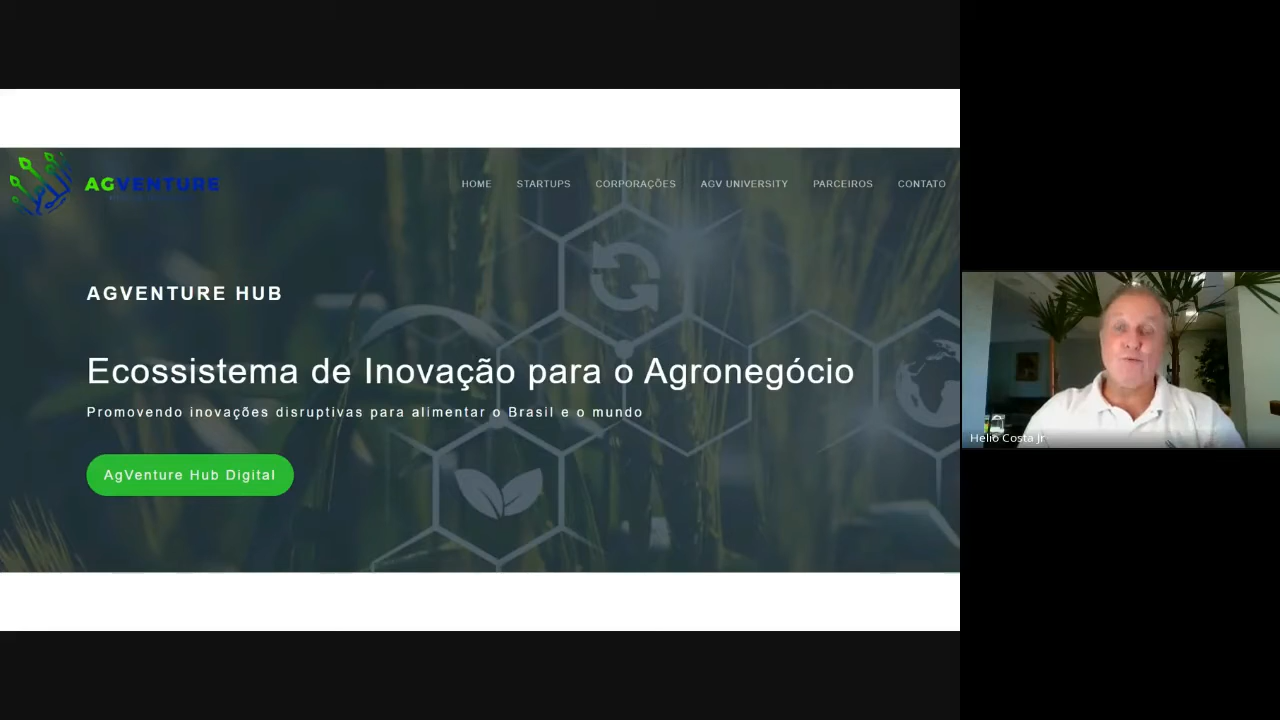 AGVENTURE
HOME STARTUPS CORPORAÇÕES AGV UNIVERSITY PARCEIROS CONTATO
AGVENTURE HUB
Ecossistema de Inovação para o Agronegócio
Promovendo inovações disruptivas para alimentar o Brasil e o mundo
AgVenture Hub Digital
Helio Costa Jr